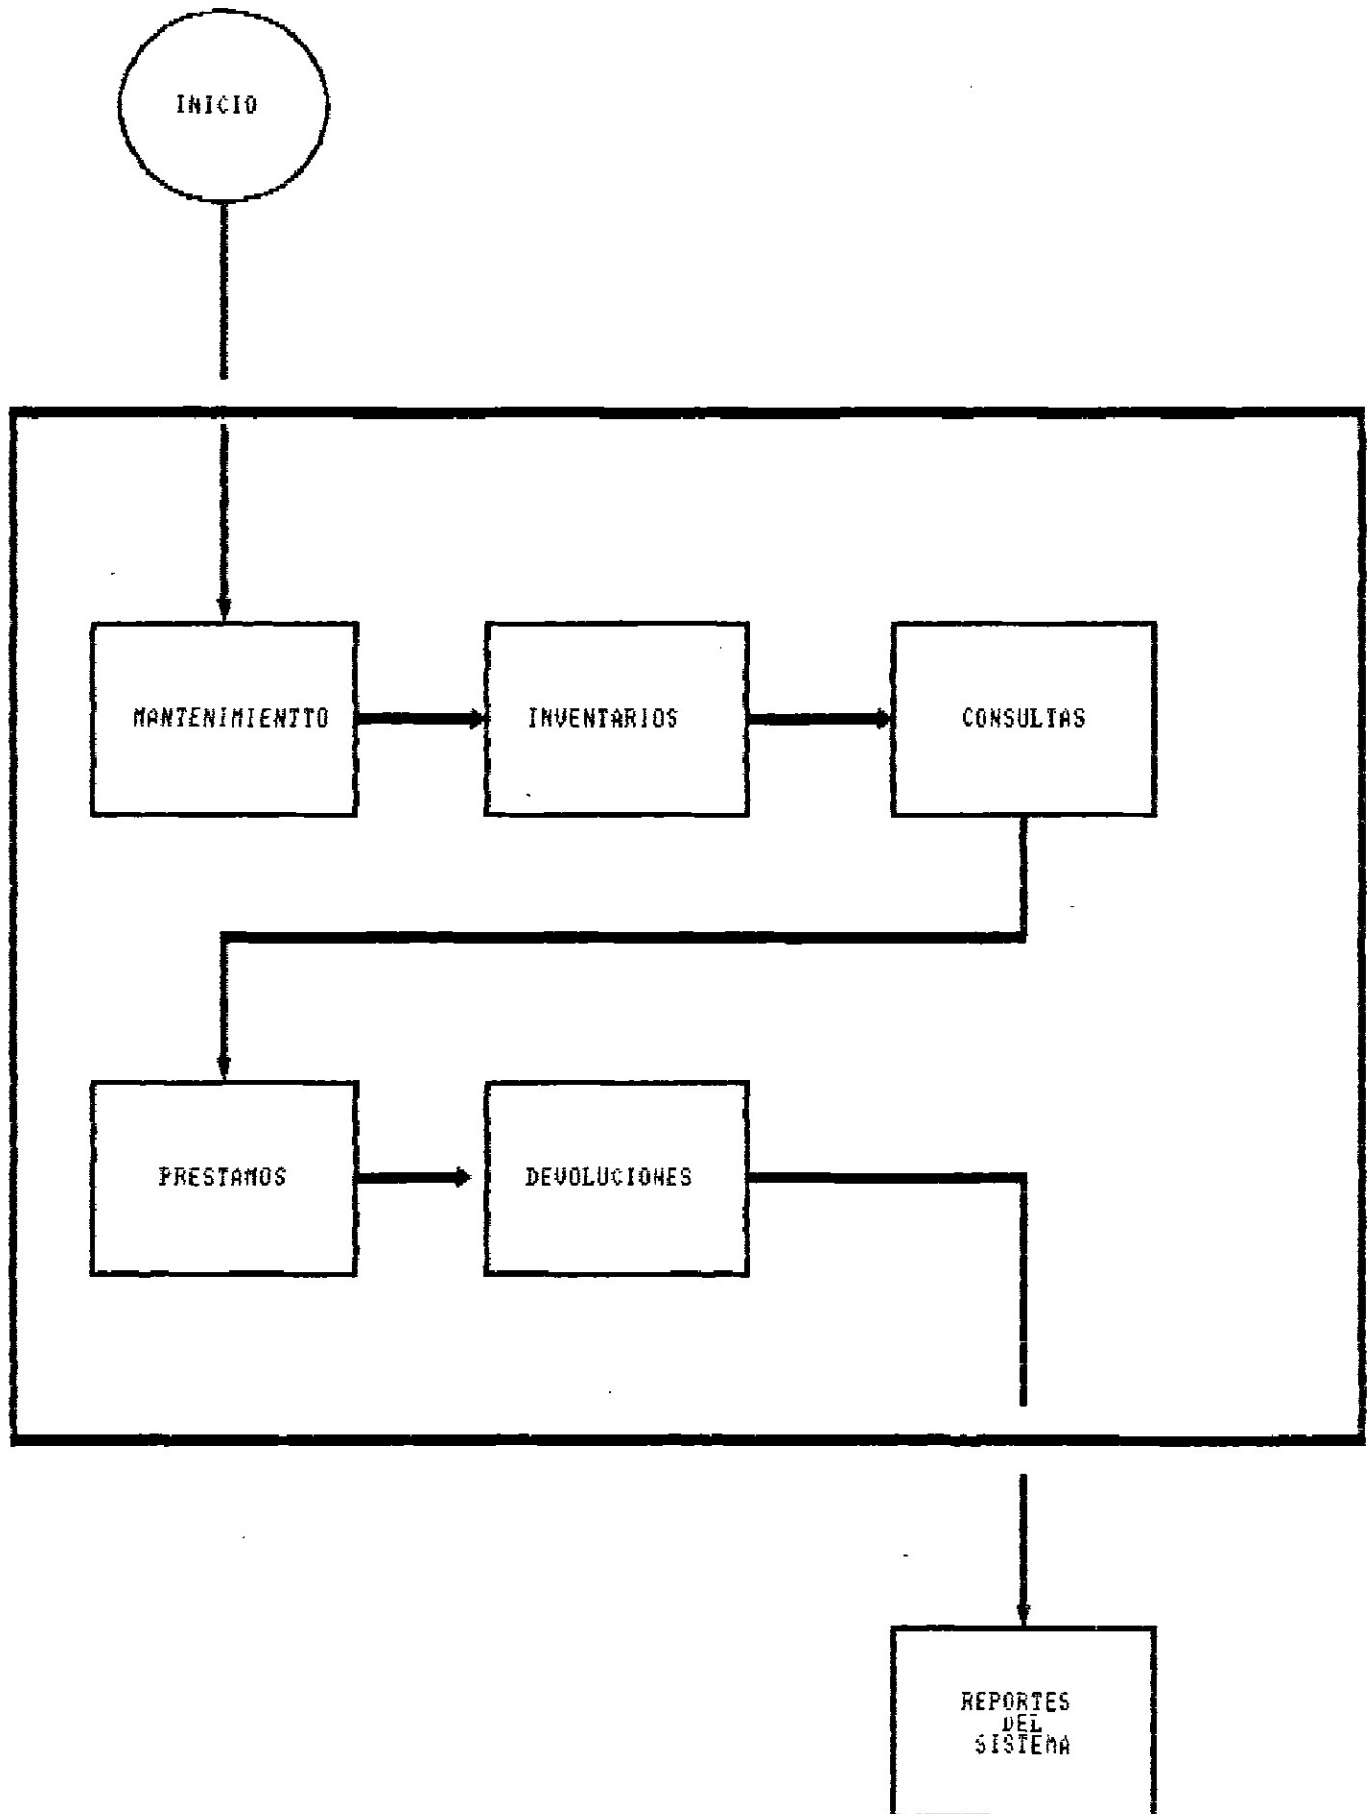 INICIO
MANTENIMIENTTO
INVENTARIOS
CONSULTAS
PRESTAMOS
DEVOLUCIONES
REPORTES
DEL
SISTEMA